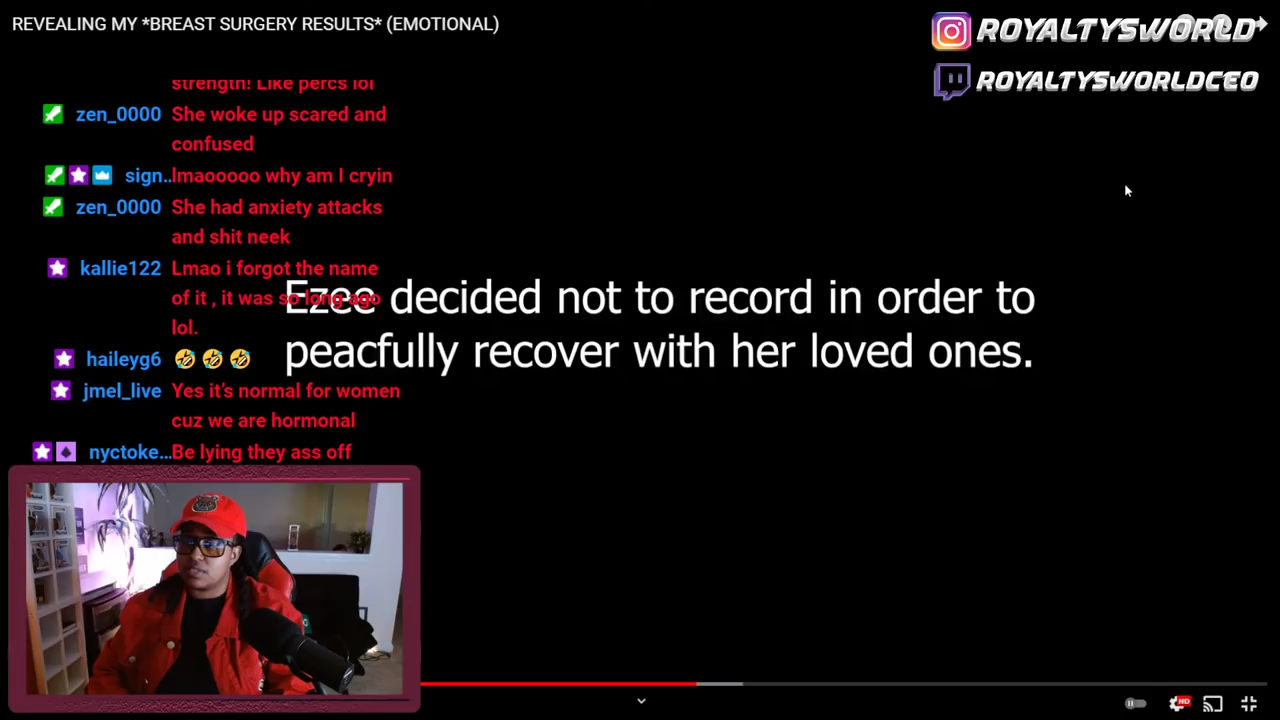 REVEALING MY *BREAST SURGERY RESULTS* (EMOTIONAL)
ROYALTYSWORLD
ROYALTYSWORLDCEO
strength! Like percs lol
zen_0000 She woke up scared and
confused
sign… lmaooooo why am I cryin
zen_0000 She had anxiety attacks
and shit neek
kallie122 Lmao i forgot the name
of it , it was so long ago
lol.
haileyg6 🤣🤣🤣
jmel_live Yes it’s normal for women
cuz we are hormonal
nyctoke… Be lying they ass off
Ezee decided not to record in order to
peacfully recover with her loved ones.
HD